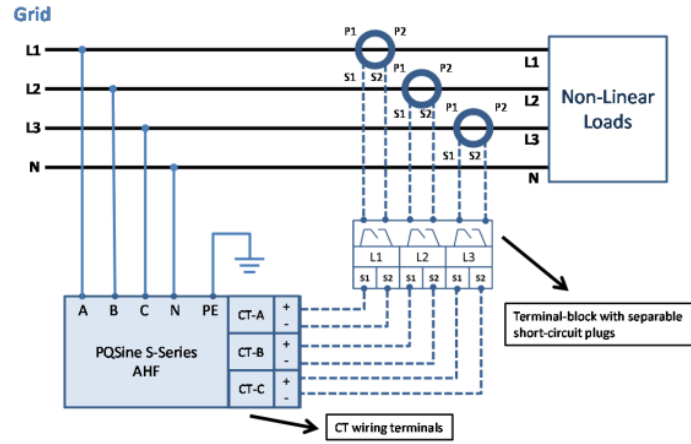 Grid
P1 P2
L1 L1
S1 S2 P1 P2
L2 L2
S1 S2 P1 P2
L3 L3
S1 S2
N N
Non-Linear
Loads
L1 L2 L3
S1 S2 S1 S2 S1 S2
A B C N PE
CT-A + -
CT-B + -
CT-C + -
PQSine S-Series
AHF
Terminal-block with separable
short-circuit plugs
CT wiring terminals